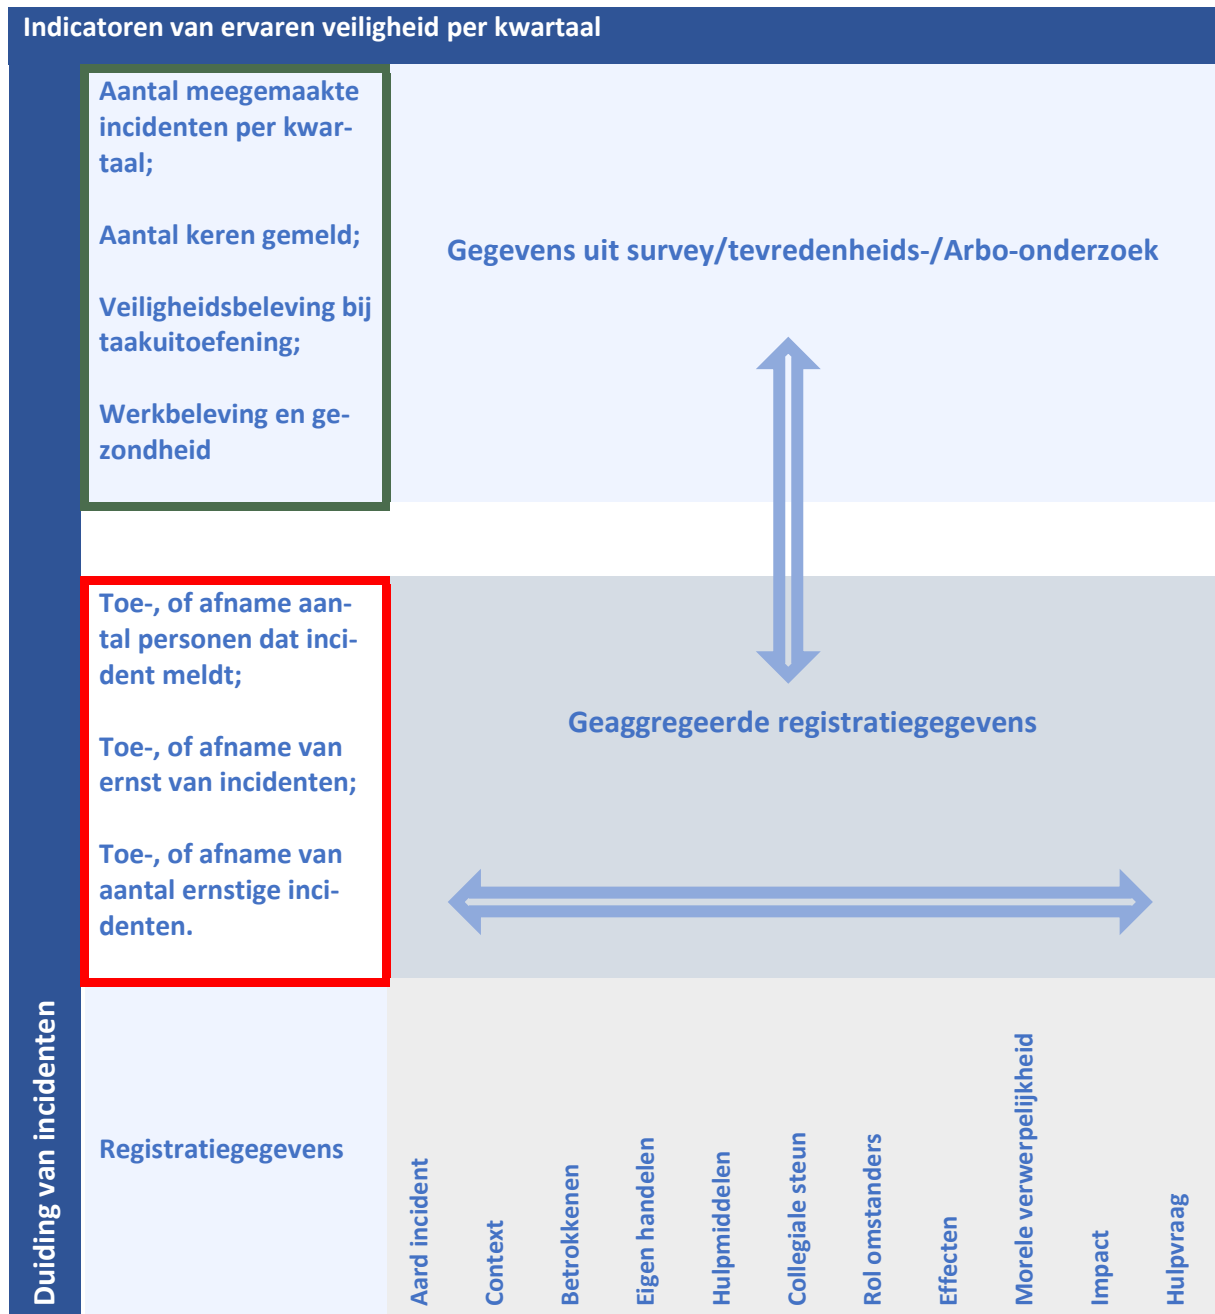 Indicatoren van ervaren veiligheid per kwartaal
Aantal meegemaakte
incidenten per kwar-
taal;
Aantal keren gemeld;
Veiligheidsbeleving bij
taakuitoefening;
Werkbeleving en ge-
zondheid
Gegevens uit survey/tevredenheids-/Arbo-onderzoek
Toe-, of afname aan-
tal personen dat inci-
dent meldt;
Toe-, of afname van
ernst van incidenten;
Toe-, of afname van
aantal ernstige inci-
denten.
Geaggregeerde registratiegegevens
Duiding van incidenten
Registratiegegevens
Aard incident
Context
Betrokkenen
Eigen handelen
Hulpmiddelen
Collegiale steun
Rol omstanders
Effecten
Morele verwerpelijkheid
Impact
Hulpvraag